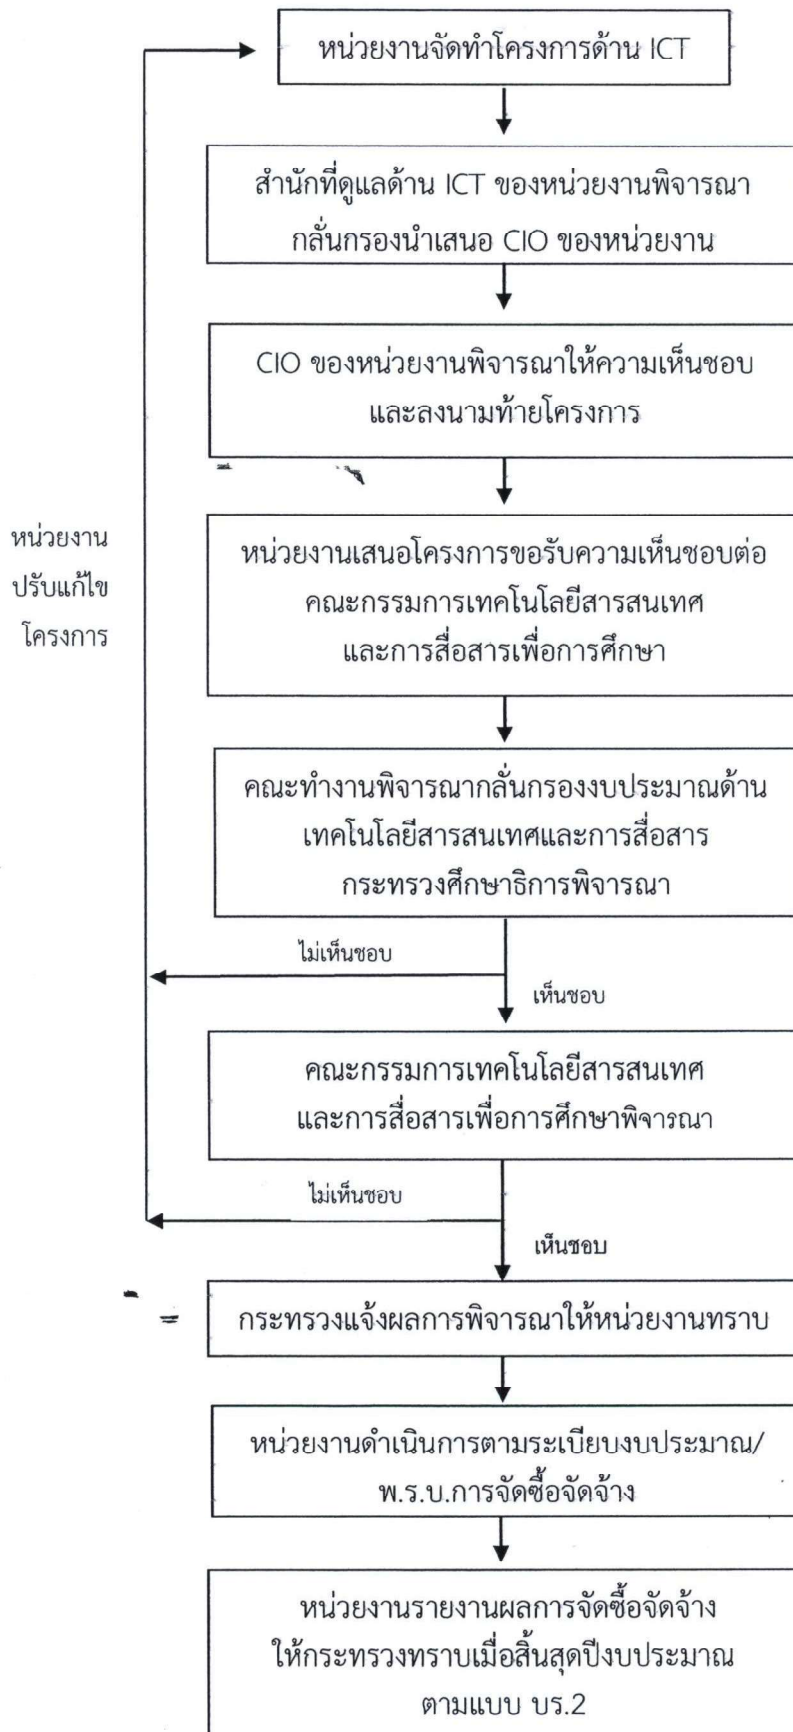 หน่วยงานจัดทำโครงการด้าน ICT
สำนักที่ดูแลด้าน ICT ของหน่วยงานพิจารณา
กลั่นกรองนำเสนอ CIO ของหน่วยงาน
CIO ของหน่วยงานพิจารณาให้ความเห็นชอบ
และลงนามท้ายโครงการ
หน่วยงาน
ปรับแก้ไข
โครงการ
หน่วยงานเสนอโครงการขอรับความเห็นชอบต่อ
คณะกรรมการเทคโนโลยีสารสนเทศ
และการสื่อสารเพื่อการศึกษา
คณะทำงานพิจารณากลั่นกรองงบประมาณด้าน
เทคโนโลยีสารสนเทศและการสื่อสาร
กระทรวงศึกษาธิการพิจารณา
ไม่เห็นชอบ
เห็นชอบ
คณะกรรมการเทคโนโลยีสารสนเทศ
และการสื่อสารเพื่อการศึกษาพิจารณา
ไม่เห็นชอบ
เห็นชอบ
กระทรวงแจ้งผลการพิจารณาให้หน่วยงานทราบ
หน่วยงานดำเนินการตามระเบียบงบประมาณ/
พ.ร.บ.การจัดซื้อจัดจ้าง
หน่วยงานรายงานผลการจัดซื้อจัดจ้าง
ให้กระทรวงทราบเมื่อสิ้นสุดปีงบประมาณ
ตามแบบ บร.2